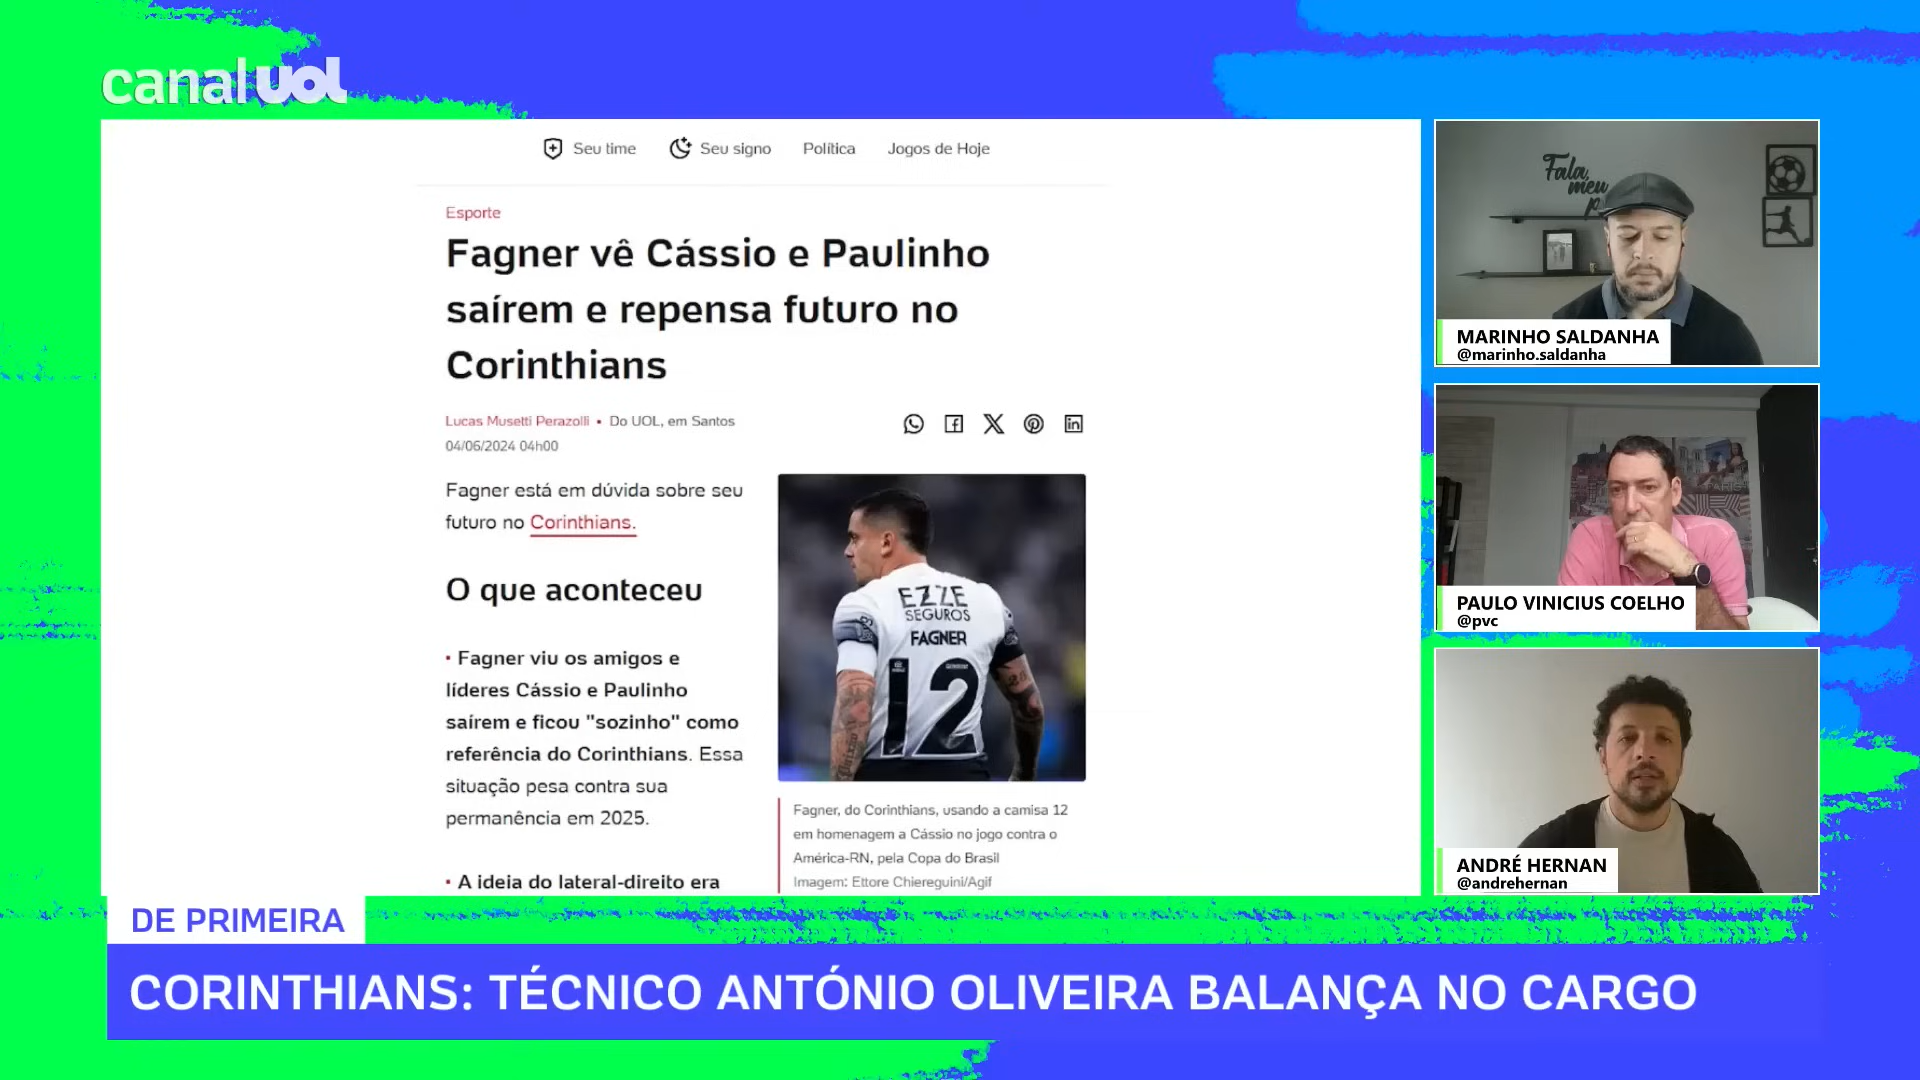 canal UOL
Seu time
Seu signo
Política
Jogos de Hoje
Esporte
Fagner vê Cássio e Paulinho
saírem e repensa futuro no
Corinthians
Lucas Musetti Perazolli • Do UOL, em Santos
04/06/2024 04h00
Fagner está em dúvida sobre seu
futuro no Corinthians.
O que aconteceu
• Fagner viu os amigos e
líderes Cássio e Paulinho
saírem e ficou "sozinho" como
referência do Corinthians. Essa
situação pesa contra sua
permanência em 2025.
• A ideia do lateral-direito era
EZZE
SEGUROS
FAGNER
12
Fagner, do Corinthians, usando a camisa 12
em homenagem a Cássio no jogo contra o
América-RN, pela Copa do Brasil
Imagem: Ettore Chiereguini/Agif
Fala,
meu
MARINHO SALDANHA
@marinho.saldanha
PAULO VINICIUS COELHO
@pvc
ANDRÉ HERNAN
@andrehernan
DE PRIMEIRA
CORINTHIANS: TÉCNICO ANTÓNIO OLIVEIRA BALANÇA NO CARGO